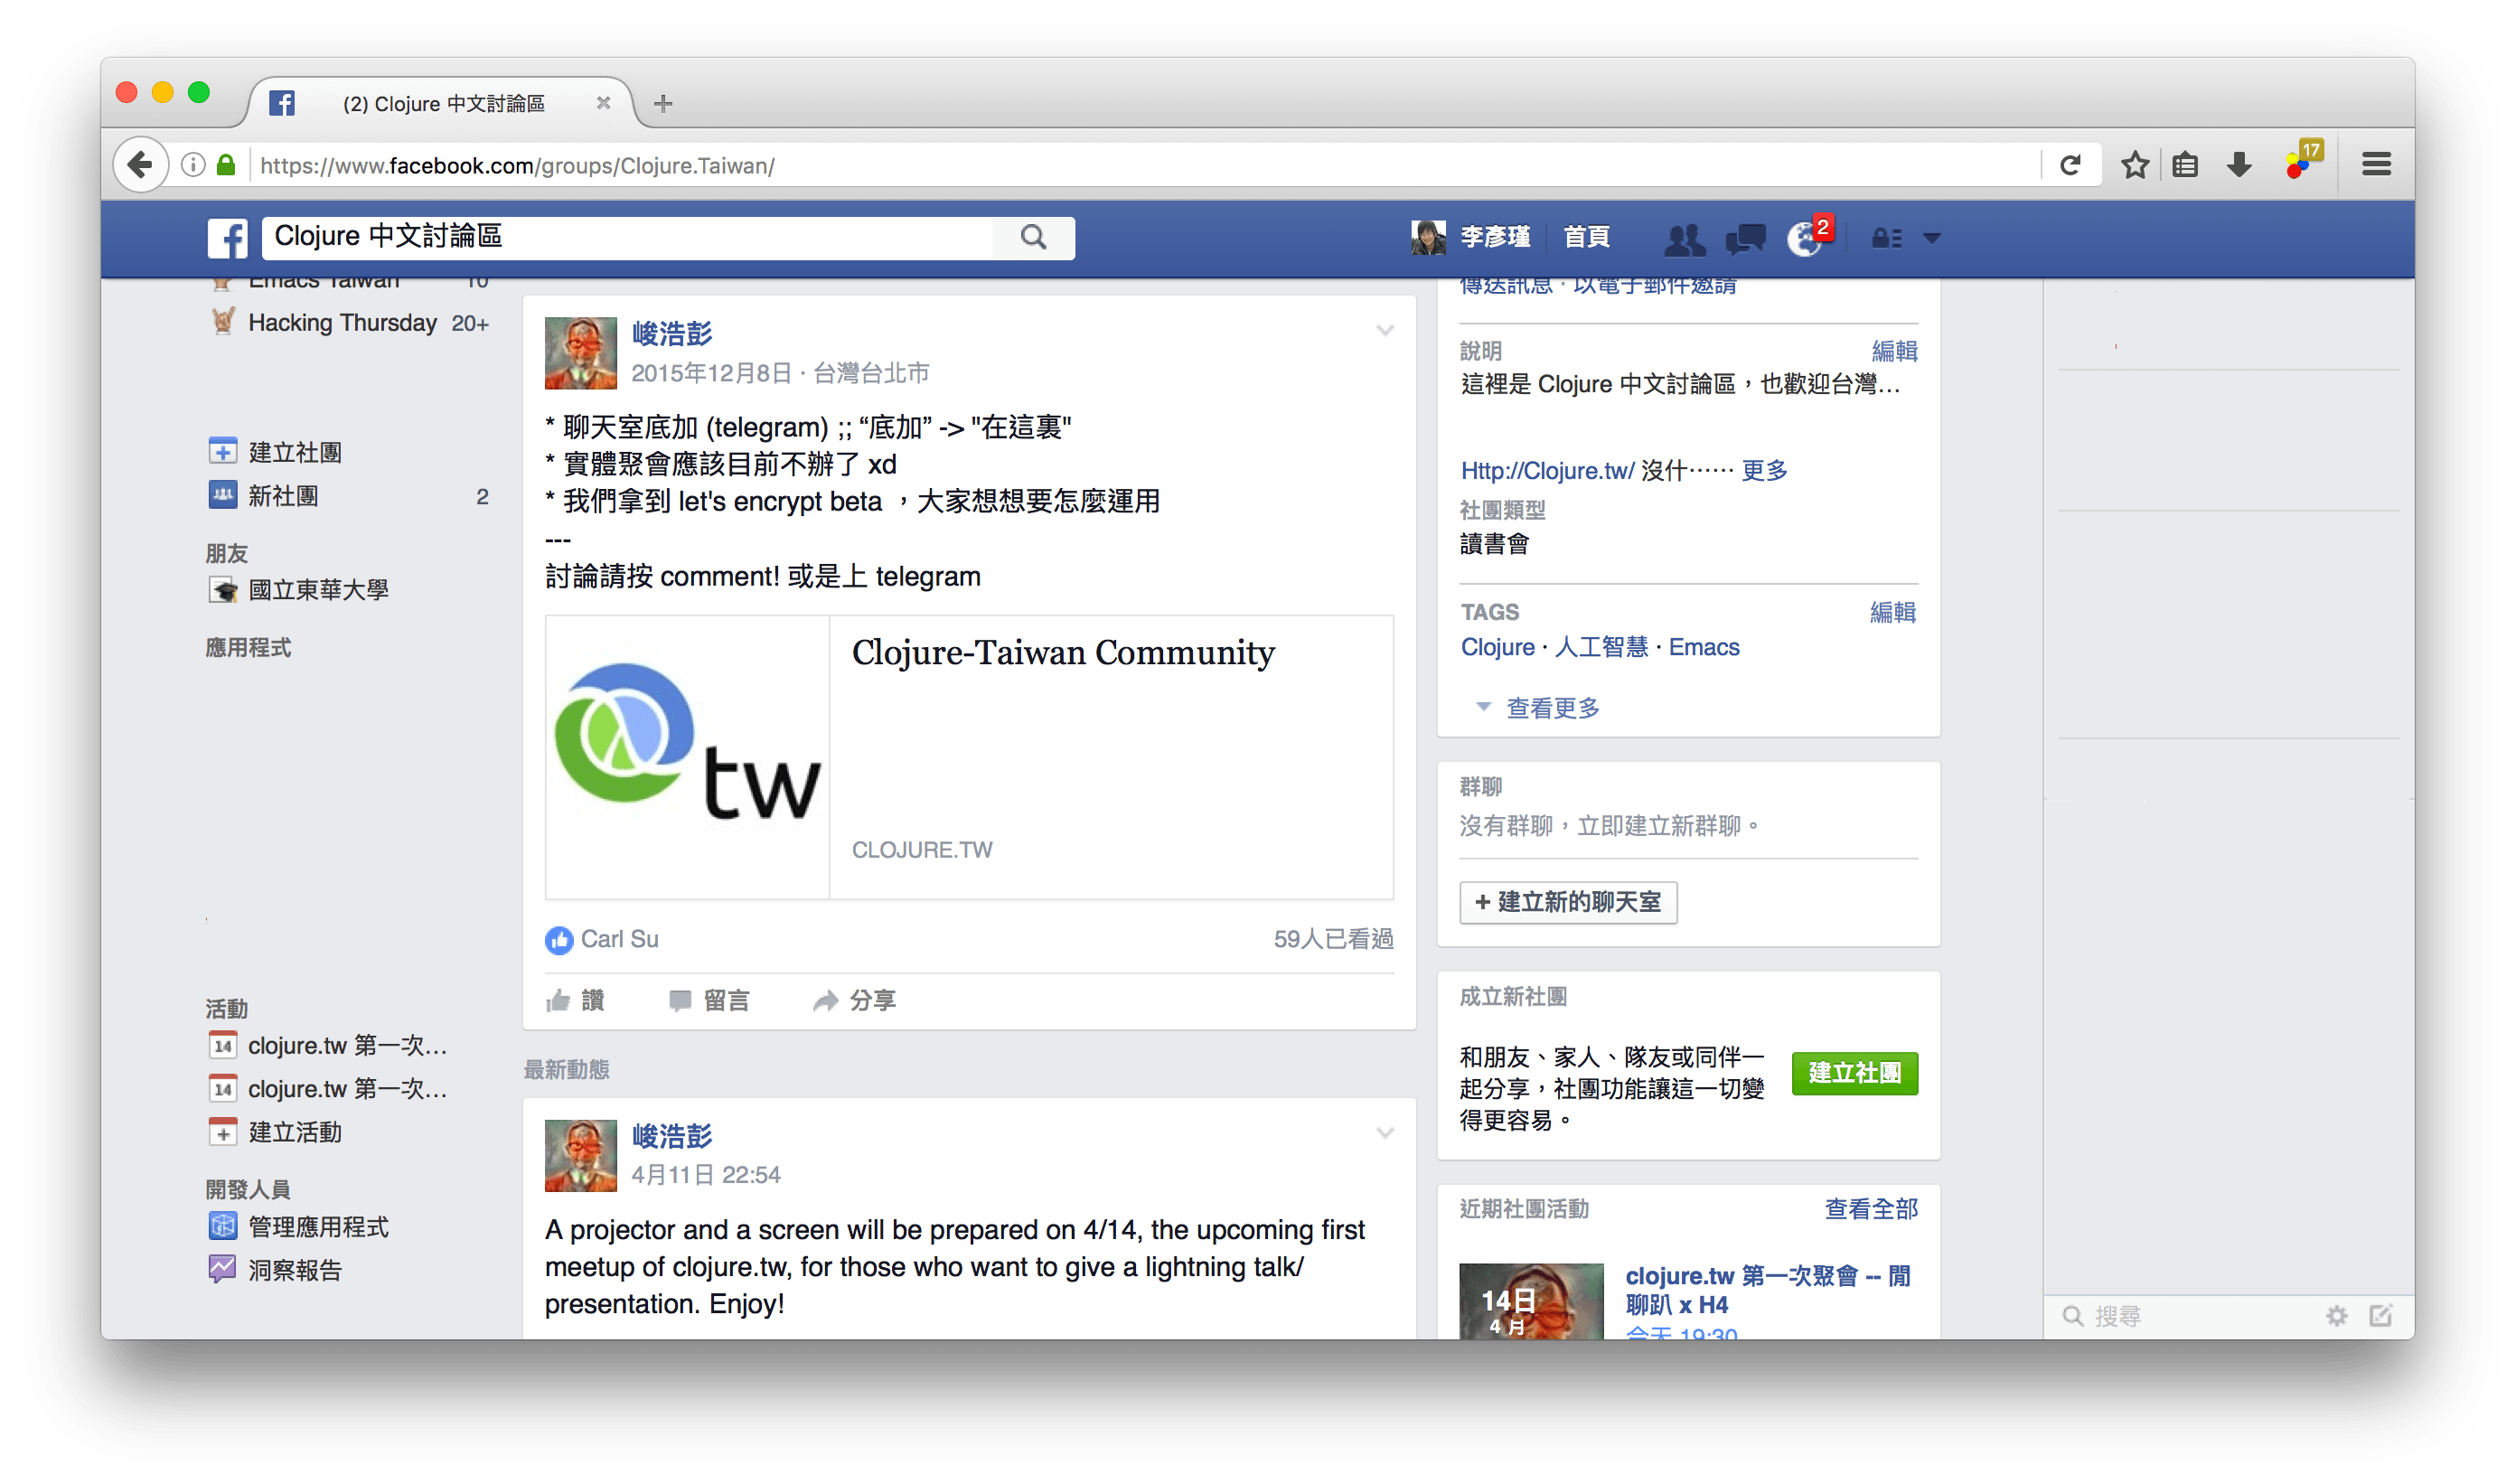 (2) Clojure 中文討論區
https://www.facebook.com/groups/Clojure.Taiwan/
17
Clojure 中文討論區
李彥瑾
首頁
2
Emacs Taiwan 10
Hacking Thursday 20+
建立社團
新社團 2
朋友
國立東華大學
應用程式
活動
14 clojure.tw 第一次…
14 clojure.tw 第一次…
建立活動
開發人員
管理應用程式
洞察報告
峻浩彭
2015年12月8日 · 台灣台北市
* 聊天室底加 (telegram) ;; “底加” -> "在這裏"
* 實體聚會應該目前不辦了 xd
* 我們拿到 let's encrypt beta ，大家想想要怎麼運用
---
討論請按 comment! 或是上 telegram
tw
Clojure-Taiwan Community
CLOJURE.TW
Carl Su
59人已看過
讚 留言 分享
最新動態
峻浩彭
4月11日 22:54
A projector and a screen will be prepared on 4/14, the upcoming first
meetup of clojure.tw, for those who want to give a lightning talk/
presentation. Enjoy!
傳送訊息 · 以電子郵件邀請
說明 編輯
這裡是 Clojure 中文討論區，也歡迎台灣…
Http://Clojure.tw/ 沒什…… 更多
社團類型
讀書會
TAGS 編輯
Clojure · 人工智慧 · Emacs
查看更多
群聊
沒有群聊，立即建立新群聊。
+ 建立新的聊天室
成立新社團
和朋友、家人、隊友或同伴一
起分享，社團功能讓這一切變
得更容易。
建立社團
近期社團活動 查看全部
14日
4 月
clojure.tw 第一次聚會 -- 閒
聊趴 x H4
今天 19:30
搜尋